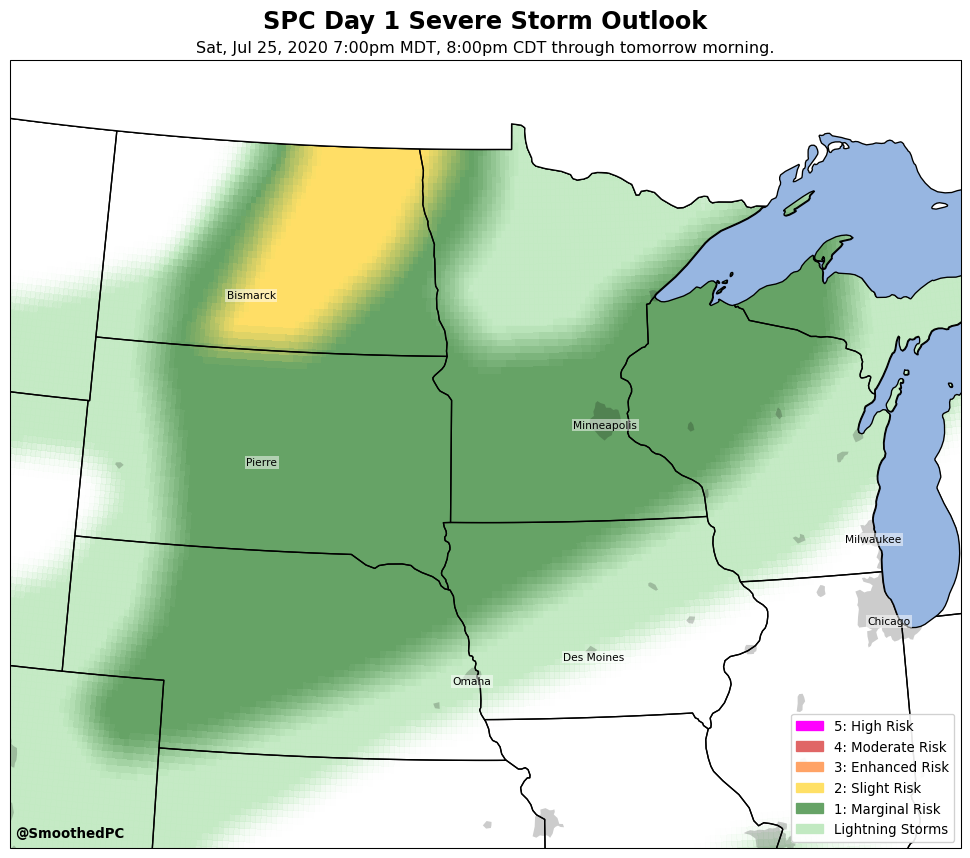 SPC Day 1 Severe Storm Outlook
Sat, Jul 25, 2020 7:00pm MDT, 8:00pm CDT through tomorrow morning.
Bismarck
Minneapolis
Pierre
Milwaukee
Chicago
Des Moines
Omaha
5: High Risk
4: Moderate Risk
3: Enhanced Risk
2: Slight Risk
1: Marginal Risk
Lightning Storms
@SmoothedPC